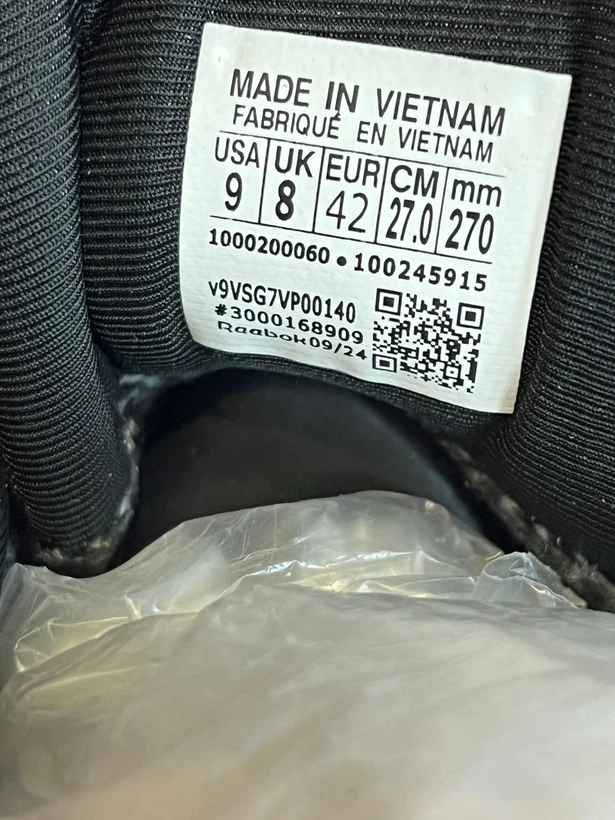 MADE IN VIETNAM
FABRIQUÉ EN VIETNAM
USA UK EUR CM mm
9 8 42 27.0 270
1000200060 • 100245915
v9VSG7VP00140
#3000168909
Reebok09/24